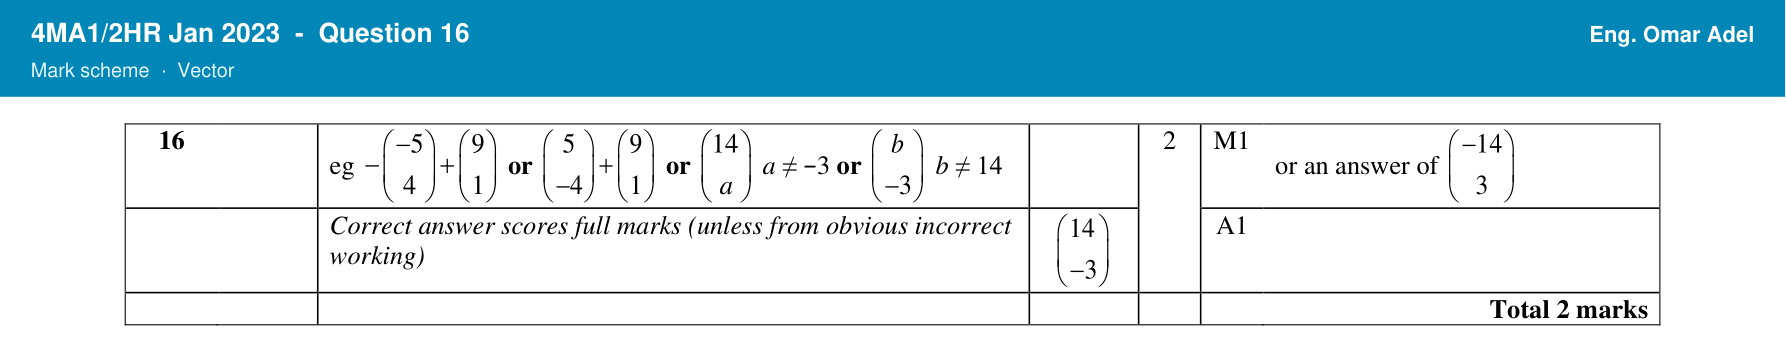 4MA1/2HR Jan 2023 - Question 16
Eng. Omar Adel
Mark scheme · Vector
16
eg −(−5 4) + (9 1) or (5 −4) + (9 1) or (14 a) a ≠ −3 or (b −3) b ≠ 14
2
M1
or an answer of (−14 3)
Correct answer scores full marks (unless from obvious incorrect
working)
(14 −3)
A1
Total 2 marks